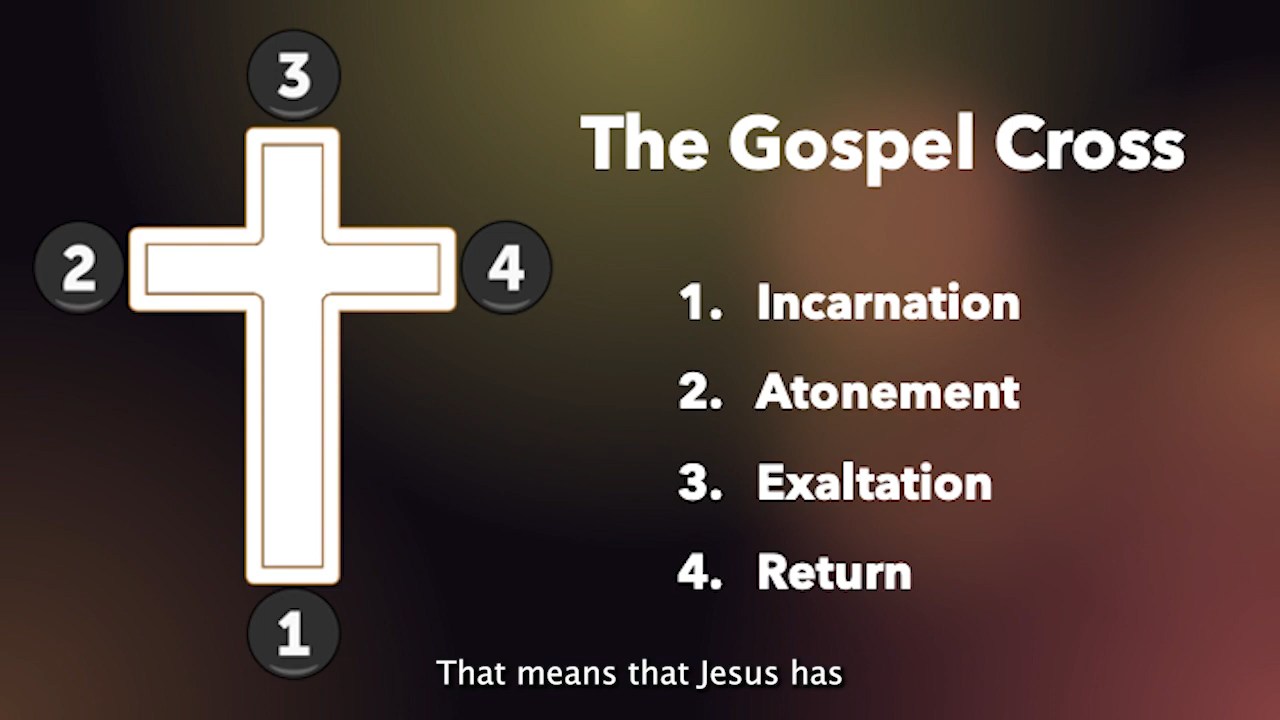 3
The Gospel Cross
2
4
1. Incarnation
2. Atonement
3. Exaltation
4. Return
1
That means that Jesus has